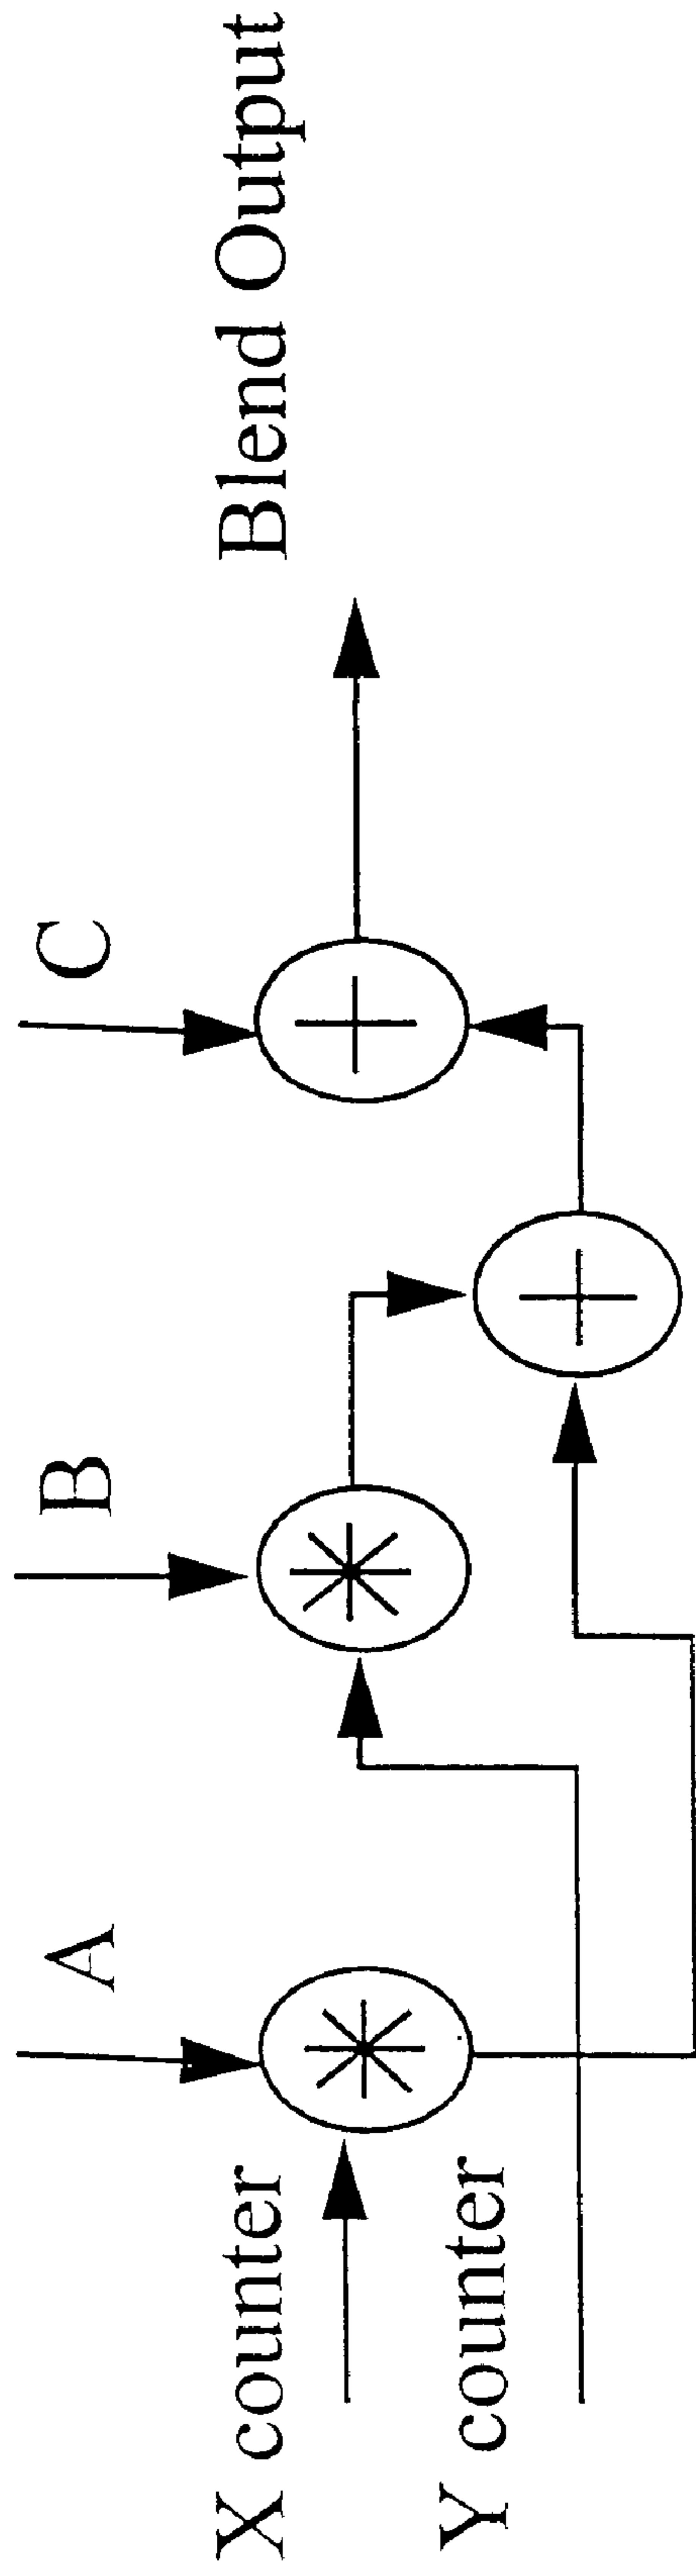 A
B
C
X counter
*
*
+
Blend Output
Y counter
+